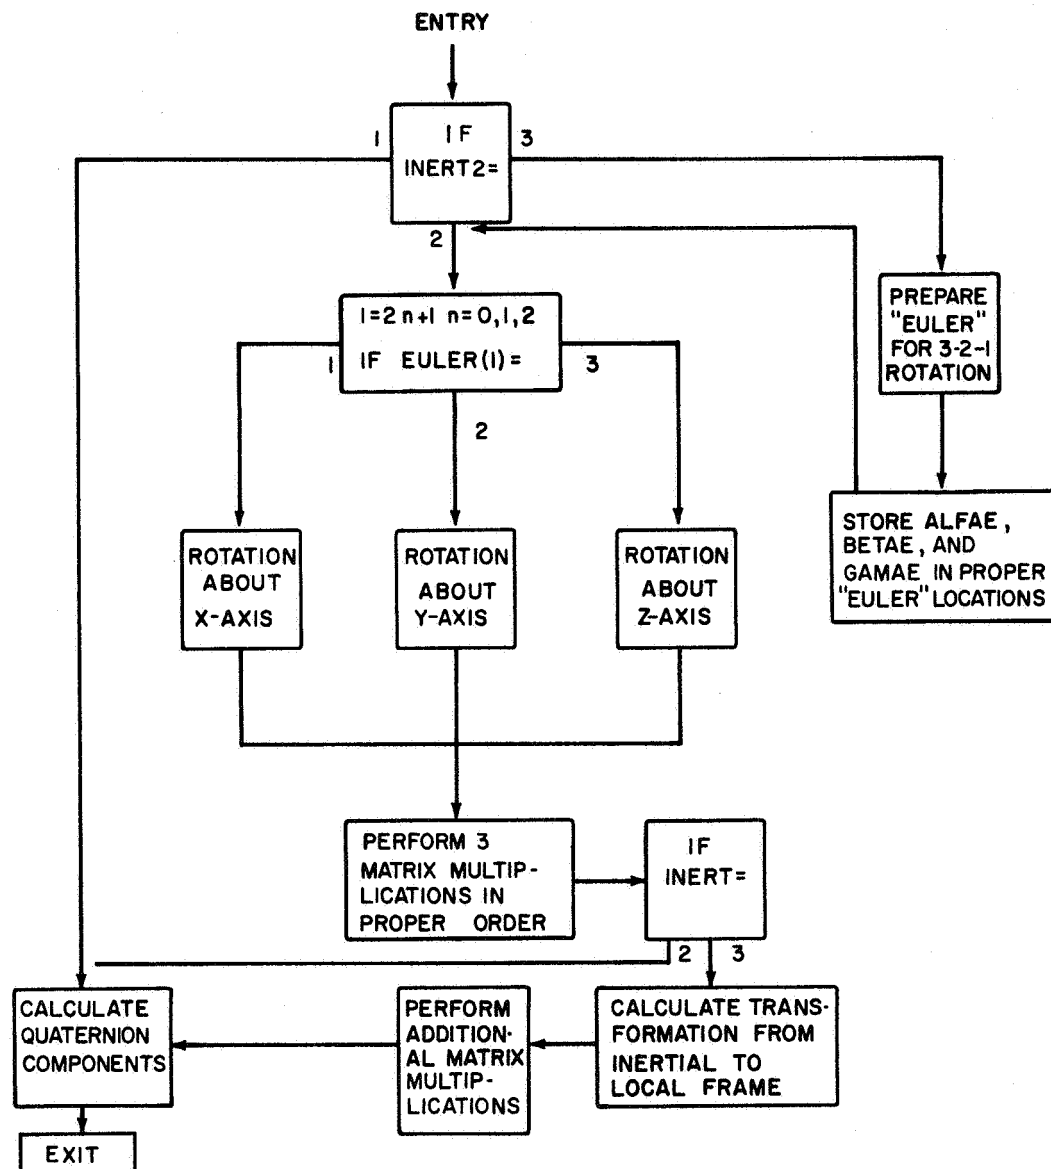 ENTRY
1
IF
3
INERT2=
2
PREPARE
"EULER"
FOR 3-2-1
ROTATION
I=2n+1 n=0,1,2
1
IF EULER(I)=
3
2
STORE ALFAE,
BETAE, AND
GAMAE IN PROPER
"EULER" LOCATIONS
ROTATION
ABOUT
X-AXIS
ROTATION
ABOUT
Y-AXIS
ROTATION
ABOUT
Z-AXIS
PERFORM 3
MATRIX MULTIP-
LICATIONS IN
PROPER ORDER
IF
INERT=
2
3
CALCULATE
QUATERNION
COMPONENTS
PERFORM
ADDITION-
AL MATRIX
MULTIP-
LICATIONS
CALCULATE TRANS-
FORMATION FROM
INERTIAL TO
LOCAL FRAME
EXIT